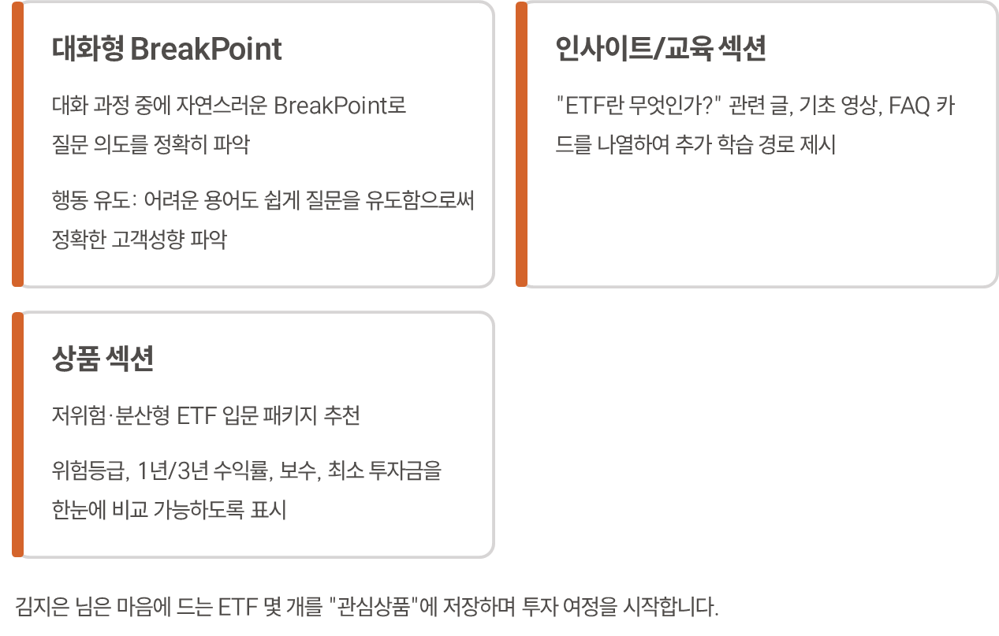 대화형 BreakPoint
대화 과정 중에 자연스러운 BreakPoint로
질문 의도를 정확히 파악
행동 유도: 어려운 용어도 쉽게 질문을 유도함으로써
정확한 고객성향 파악
인사이트/교육 섹션
"ETF란 무엇인가?" 관련 글, 기초 영상, FAQ 카
드를 나열하여 추가 학습 경로 제시
상품 섹션
저위험·분산형 ETF 입문 패키지 추천
위험등급, 1년/3년 수익률, 보수, 최소 투자금을
한눈에 비교 가능하도록 표시
김지은 님은 마음에 드는 ETF 몇 개를 "관심상품"에 저장하며 투자 여정을 시작합니다.